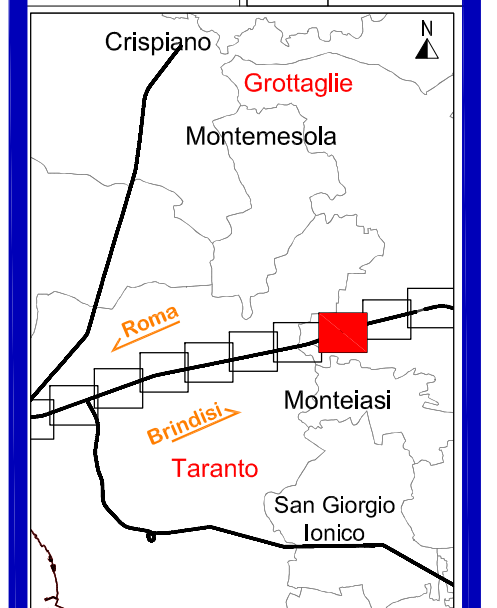 N
Crispiano
Grottaglie
Montemesola
Roma
Monteiasi
Brindisi
Taranto
San Giorgio
Ionico